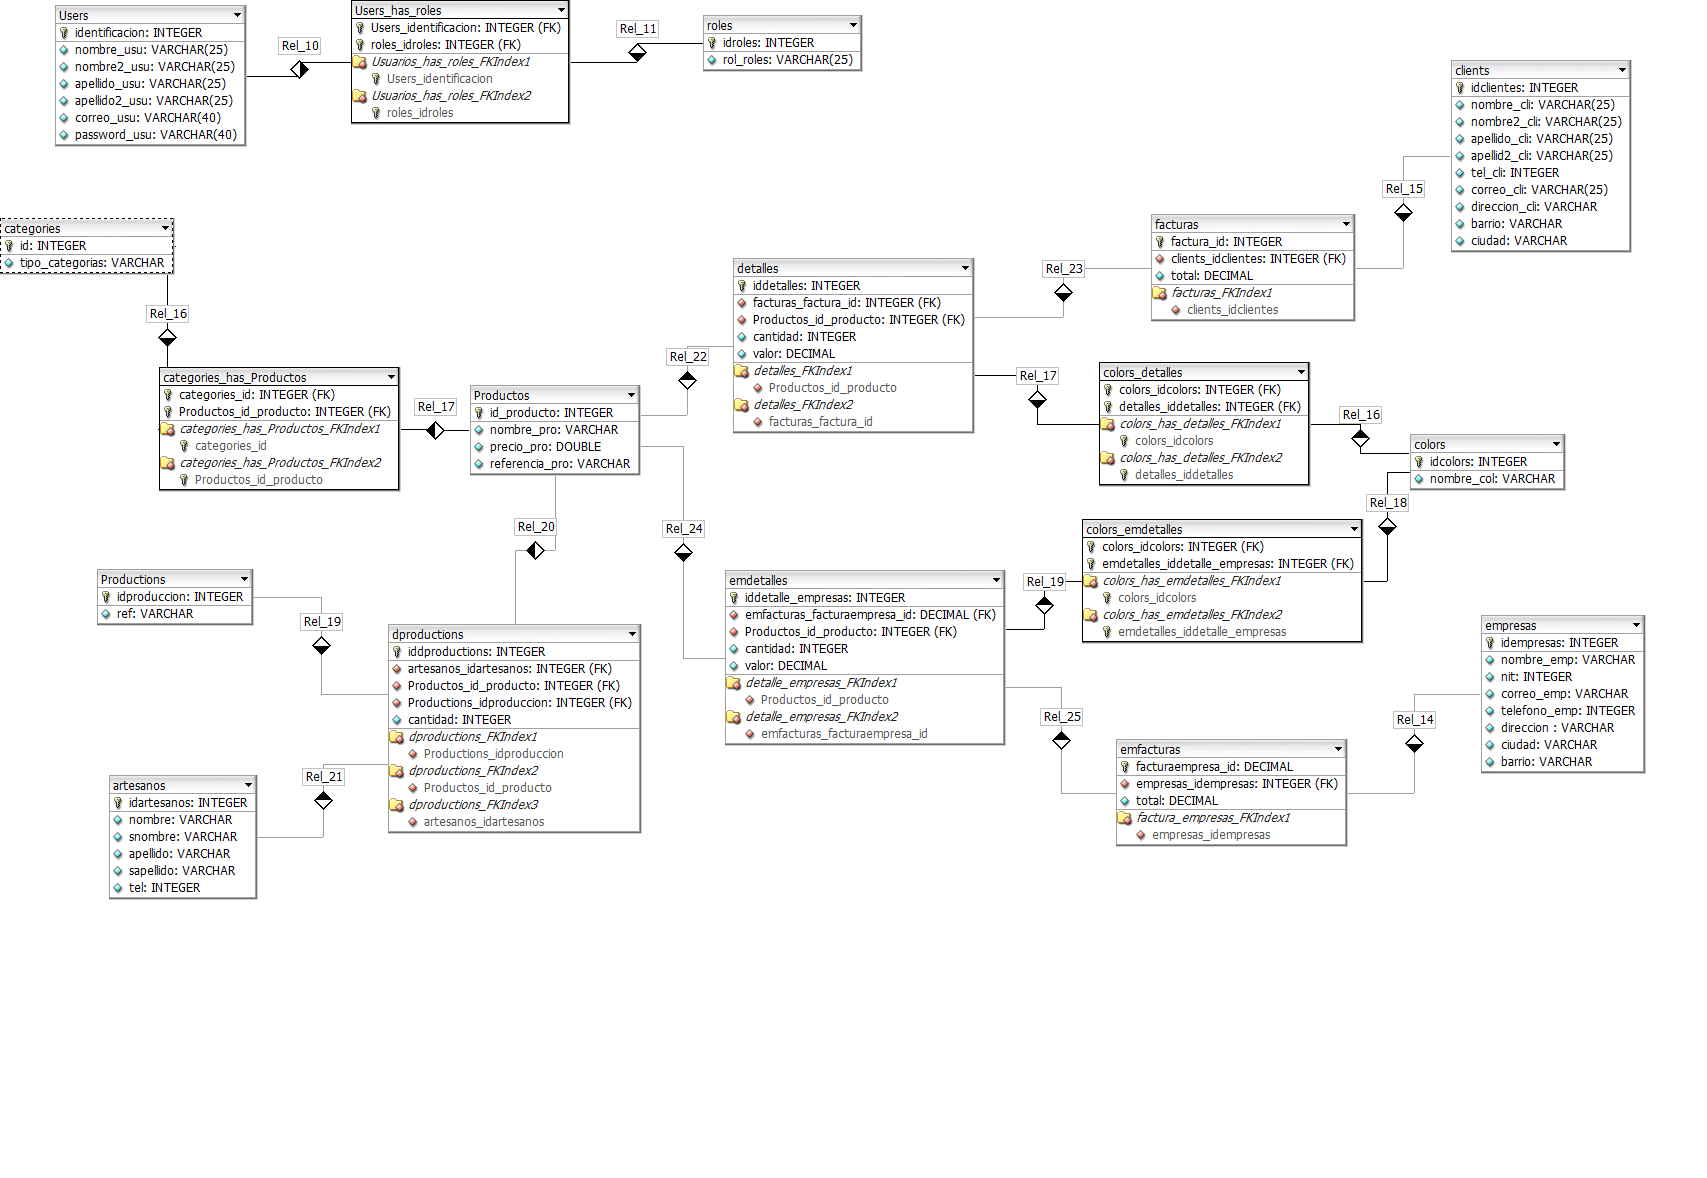 Users
identificacion: INTEGER
nombre_usu: VARCHAR(25)
nombre2_usu: VARCHAR(25)
apellido_usu: VARCHAR(25)
apellido2_usu: VARCHAR(25)
correo_usu: VARCHAR(40)
password_usu: VARCHAR(40)
Rel_10
Users_has_roles
Users_identificacion: INTEGER (FK)
roles_idroles: INTEGER (FK)
Usuarios_has_roles_FKIndex1
Users_identificacion
Usuarios_has_roles_FKIndex2
roles_idroles
Rel_11
roles
idroles: INTEGER
rol_roles: VARCHAR(25)
clients
idclientes: INTEGER
nombre_cli: VARCHAR(25)
nombre2_cli: VARCHAR(25)
apellido_cli: VARCHAR(25)
apellid2_cli: VARCHAR(25)
tel_cli: INTEGER
correo_cli: VARCHAR(25)
direccion_cli: VARCHAR
barrio: VARCHAR
ciudad: VARCHAR
Rel_15
categories
id: INTEGER
tipo_categorias: VARCHAR
Rel_16
facturas
factura_id: INTEGER
clients_idclientes: INTEGER (FK)
total: DECIMAL
facturas_FKIndex1
clients_idclientes
Rel_23
detalles
iddetalles: INTEGER
facturas_factura_id: INTEGER (FK)
Productos_id_producto: INTEGER (FK)
cantidad: INTEGER
valor: DECIMAL
detalles_FKIndex1
Productos_id_producto
detalles_FKIndex2
facturas_factura_id
Rel_22
Rel_17
categories_has_Productos
categories_id: INTEGER (FK)
Productos_id_producto: INTEGER (FK)
categories_has_Productos_FKIndex1
categories_id
categories_has_Productos_FKIndex2
Productos_id_producto
Rel_17
Productos
id_producto: INTEGER
nombre_pro: VARCHAR
precio_pro: DOUBLE
referencia_pro: VARCHAR
colors_detalles
colors_idcolors: INTEGER (FK)
detalles_iddetalles: INTEGER (FK)
colors_has_detalles_FKIndex1
colors_idcolors
colors_has_detalles_FKIndex2
detalles_iddetalles
Rel_16
colors
idcolors: INTEGER
nombre_col: VARCHAR
Rel_18
Rel_20
Rel_24
colors_emdetalles
colors_idcolors: INTEGER (FK)
emdetalles_iddetalle_empresas: INTEGER (FK)
colors_has_emdetalles_FKIndex1
colors_idcolors
colors_has_emdetalles_FKIndex2
emdetalles_iddetalle_empresas
Rel_19
Productions
idproduccion: INTEGER
ref: VARCHAR
Rel_19
emdetalles
iddetalle_empresas: INTEGER
emfacturas_facturaempresa_id: DECIMAL (FK)
Productos_id_producto: INTEGER (FK)
cantidad: INTEGER
valor: DECIMAL
detalle_empresas_FKIndex1
Productos_id_producto
detalle_empresas_FKIndex2
emfacturas_facturaempresa_id
dproductions
iddproductions: INTEGER
artesanos_idartesanos: INTEGER (FK)
Productos_id_producto: INTEGER (FK)
Productions_idproduccion: INTEGER (FK)
cantidad: INTEGER
dproductions_FKIndex1
Productions_idproduccion
dproductions_FKIndex2
Productos_id_producto
dproductions_FKIndex3
artesanos_idartesanos
empresas
idempresas: INTEGER
nombre_emp: VARCHAR
nit: INTEGER
correo_emp: VARCHAR
telefono_emp: INTEGER
direccion : VARCHAR
ciudad: VARCHAR
barrio: VARCHAR
Rel_25
Rel_14
Rel_21
emfacturas
facturaempresa_id: DECIMAL
empresas_idempresas: INTEGER (FK)
total: DECIMAL
factura_empresas_FKIndex1
empresas_idempresas
artesanos
idartesanos: INTEGER
nombre: VARCHAR
snombre: VARCHAR
apellido: VARCHAR
sapellido: VARCHAR
tel: INTEGER